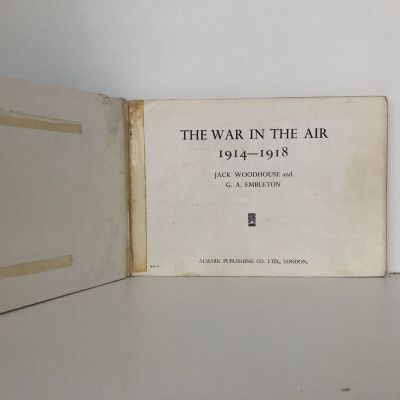 THE WAR IN THE AIR
1914—1918
JACK WOODHOUSE and
G. A. EMBLETON
ALMARK PUBLISHING CO. LTD., LONDON.